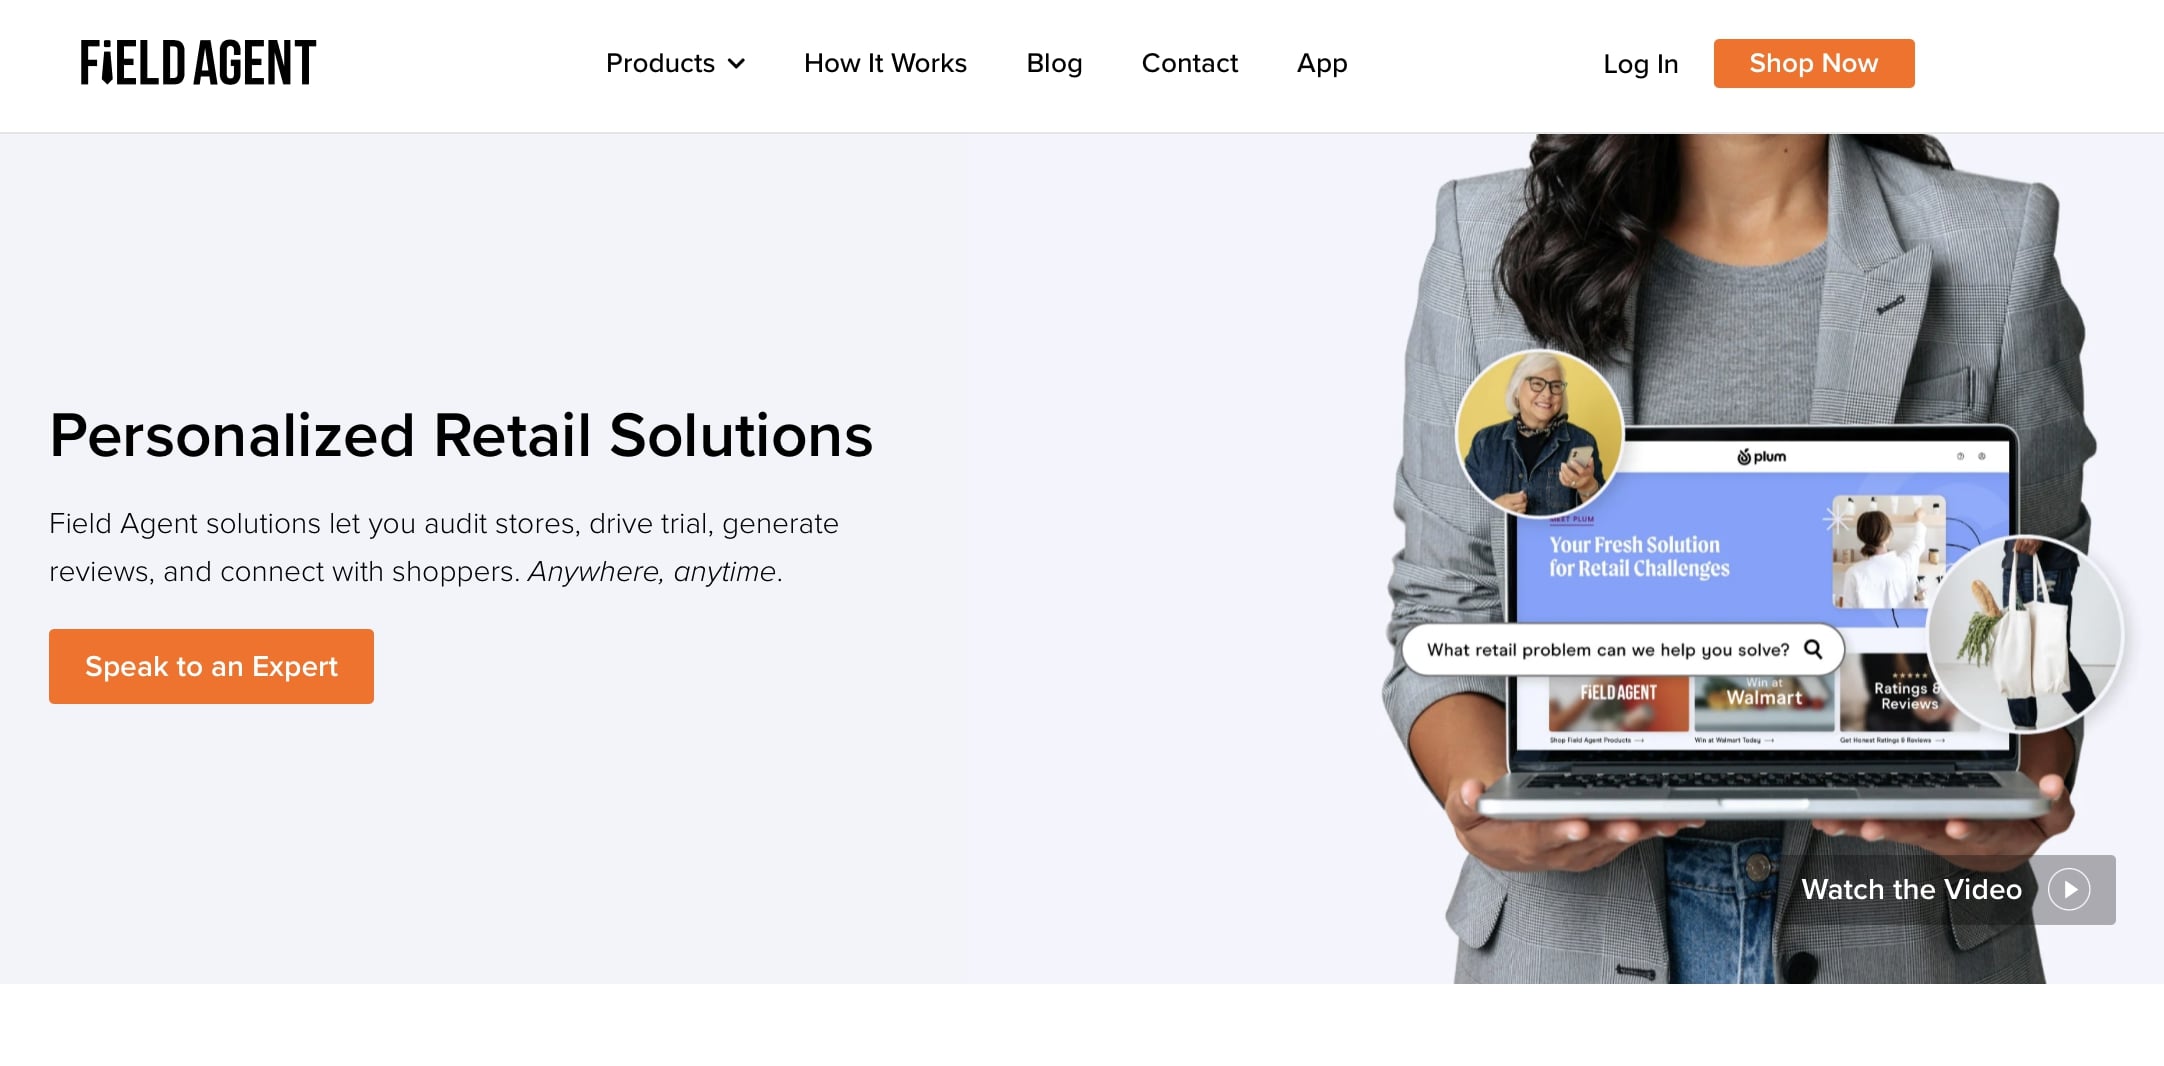 FiELD AGENT
Products
How It Works
Blog
Contact
App
Log In
Shop Now
Personalized Retail Solutions
Field Agent solutions let you audit stores, drive trial, generate
reviews, and connect with shoppers. Anywhere, anytime.
Speak to an Expert
plum
MEET PLUM
Your Fresh Solution
for Retail Challenges
What retail problem can we help you solve?
FiELD AGENT
Win at
Walmart
Ratings &
Reviews
Shop Field Agent Products →
Win at Walmart Today →
Get Honest Ratings & Reviews →
Watch the Video